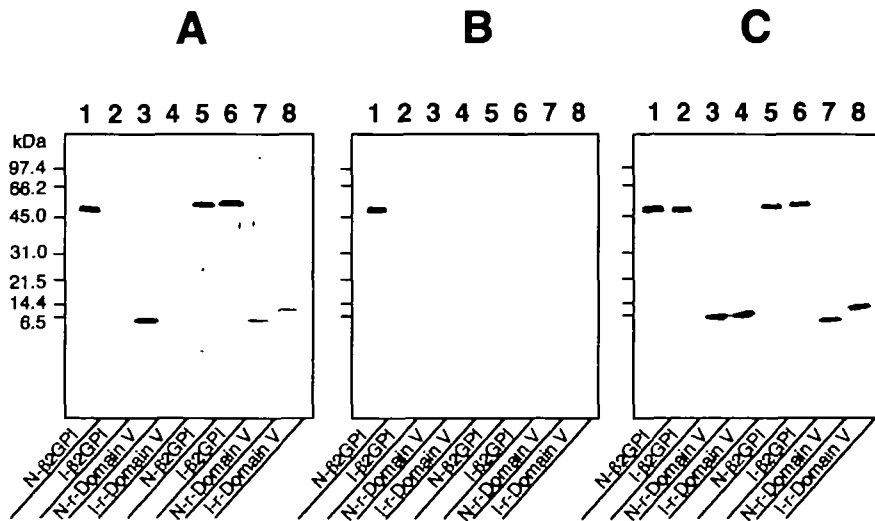 A B C
1 2 3 4 5 6 7 8 1 2 3 4 5 6 7 8 1 2 3 4 5 6 7 8
kDa
97.4
66.2
45.0
31.0
21.5
14.4
6.5
N-β2GPI
I-β2GPI
N-r-Domain V
I-r-Domain V
N-β2GPI
I-β2GPI
N-r-Domain V
I-r-Domain V
N-β2GPI
I-β2GPI
N-r-Domain V
I-r-Domain V
N-β2GPI
I-β2GPI
N-r-Domain V
I-r-Domain V
N-β2GPI
I-β2GPI
N-r-Domain V
I-r-Domain V
N-β2GPI
I-β2GPI
N-r-Domain V
I-r-Domain V